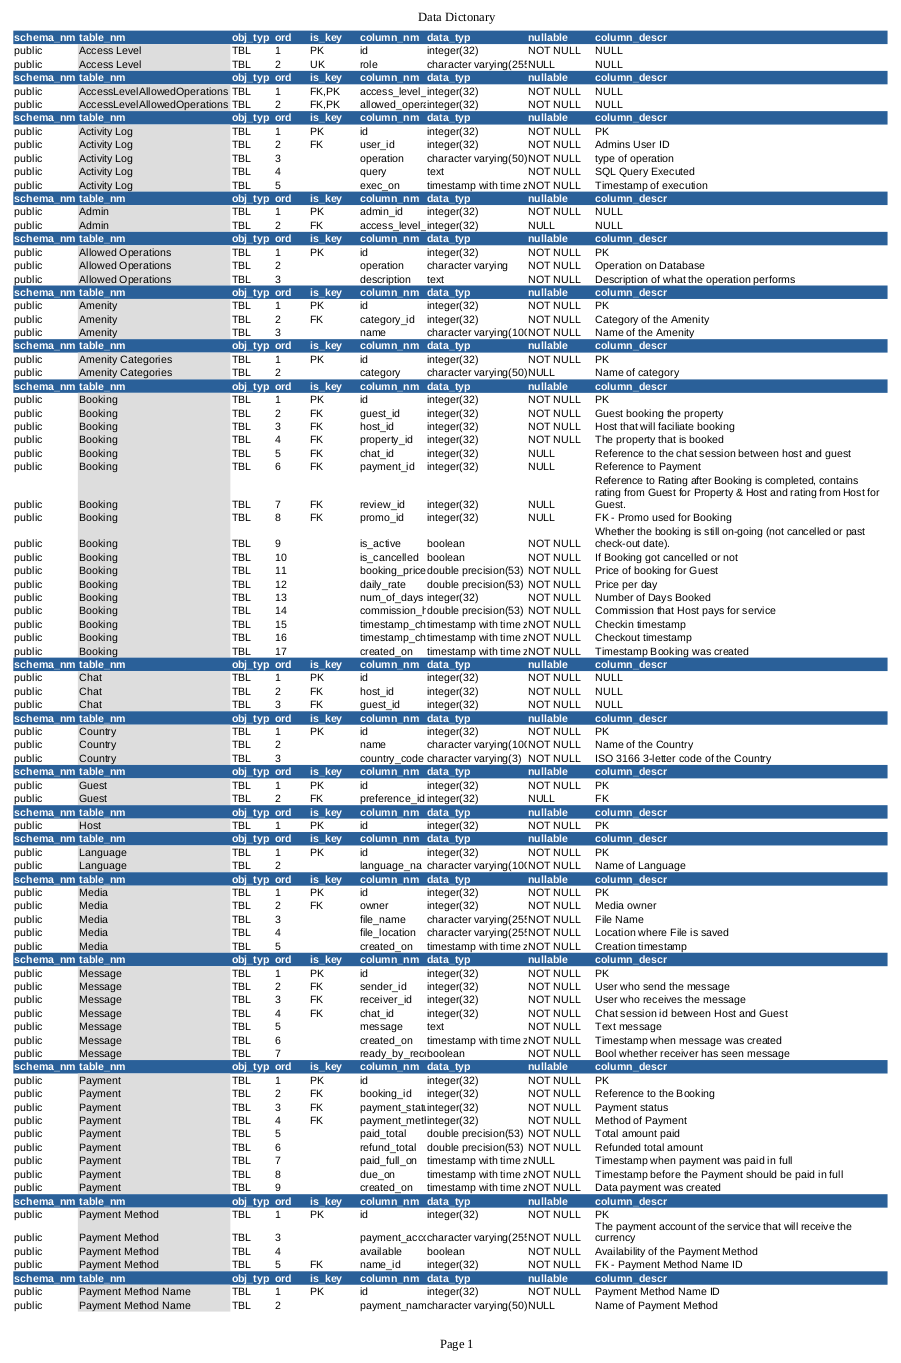 Data Dictonary
schema_nm table_nm obj_typ ord is_key column_nm data_typ nullable column_descr
public Access Level TBL 1 PK id integer(32) NOT NULL NULL
public Access Level TBL 2 UK role character varying(255 NULL NULL
schema_nm table_nm obj_typ ord is_key column_nm data_typ nullable column_descr
public AccessLevelAllowedOperations TBL 1 FK,PK access_level_ integer(32) NOT NULL NULL
public AccessLevelAllowedOperations TBL 2 FK,PK allowed_opera integer(32) NOT NULL NULL
schema_nm table_nm obj_typ ord is_key column_nm data_typ nullable column_descr
public Activity Log TBL 1 PK id integer(32) NOT NULL PK
public Activity Log TBL 2 FK user_id integer(32) NOT NULL Admins User ID
public Activity Log TBL 3 operation character varying(50) NOT NULL type of operation
public Activity Log TBL 4 query text NOT NULL SQL Query Executed
public Activity Log TBL 5 exec_on timestamp with time z NOT NULL Timestamp of execution
schema_nm table_nm obj_typ ord is_key column_nm data_typ nullable column_descr
public Admin TBL 1 PK admin_id integer(32) NOT NULL NULL
public Admin TBL 2 FK access_level_ integer(32) NULL NULL
schema_nm table_nm obj_typ ord is_key column_nm data_typ nullable column_descr
public Allowed Operations TBL 1 PK id integer(32) NOT NULL PK
public Allowed Operations TBL 2 operation character varying NOT NULL Operation on Database
public Allowed Operations TBL 3 description text NOT NULL Description of what the operation performs
schema_nm table_nm obj_typ ord is_key column_nm data_typ nullable column_descr
public Amenity TBL 1 PK id integer(32) NOT NULL PK
public Amenity TBL 2 FK category_id integer(32) NOT NULL Category of the Amenity
public Amenity TBL 3 name character varying(100 NOT NULL Name of the Amenity
schema_nm table_nm obj_typ ord is_key column_nm data_typ nullable column_descr
public Amenity Categories TBL 1 PK id integer(32) NOT NULL PK
public Amenity Categories TBL 2 category character varying(50) NULL Name of category
schema_nm table_nm obj_typ ord is_key column_nm data_typ nullable column_descr
public Booking TBL 1 PK id integer(32) NOT NULL PK
public Booking TBL 2 FK guest_id integer(32) NOT NULL Guest booking the property
public Booking TBL 3 FK host_id integer(32) NOT NULL Host that will faciliate booking
public Booking TBL 4 FK property_id integer(32) NOT NULL The property that is booked
public Booking TBL 5 FK chat_id integer(32) NULL Reference to the chat session between host and guest
public Booking TBL 6 FK payment_id integer(32) NULL Reference to Payment
Reference to Rating after Booking is completed, contains
rating from Guest for Property & Host and rating from Host for
public Booking TBL 7 FK review_id integer(32) NULL Guest.
public Booking TBL 8 FK promo_id integer(32) NULL FK - Promo used for Booking
Whether the booking is still on-going (not cancelled or past
public Booking TBL 9 is_active boolean NOT NULL check-out date).
public Booking TBL 10 is_cancelled boolean NOT NULL If Booking got cancelled or not
public Booking TBL 11 booking_price double precision(53) NOT NULL Price of booking for Guest
public Booking TBL 12 daily_rate double precision(53) NOT NULL Price per day
public Booking TBL 13 num_of_days integer(32) NOT NULL Number of Days Booked
public Booking TBL 14 commission_h double precision(53) NOT NULL Commission that Host pays for service
public Booking TBL 15 timestamp_ch timestamp with time z NOT NULL Checkin timestamp
public Booking TBL 16 timestamp_ch timestamp with time z NOT NULL Checkout timestamp
public Booking TBL 17 created_on timestamp with time z NOT NULL Timestamp Booking was created
schema_nm table_nm obj_typ ord is_key column_nm data_typ nullable column_descr
public Chat TBL 1 PK id integer(32) NOT NULL NULL
public Chat TBL 2 FK host_id integer(32) NOT NULL NULL
public Chat TBL 3 FK guest_id integer(32) NOT NULL NULL
schema_nm table_nm obj_typ ord is_key column_nm data_typ nullable column_descr
public Country TBL 1 PK id integer(32) NOT NULL PK
public Country TBL 2 name character varying(100 NOT NULL Name of the Country
public Country TBL 3 country_code character varying(3) NOT NULL ISO 3166 3-letter code of the Country
schema_nm table_nm obj_typ ord is_key column_nm data_typ nullable column_descr
public Guest TBL 1 PK id integer(32) NOT NULL PK
public Guest TBL 2 FK preference_id integer(32) NULL FK
schema_nm table_nm obj_typ ord is_key column_nm data_typ nullable column_descr
public Host TBL 1 PK id integer(32) NOT NULL PK
schema_nm table_nm obj_typ ord is_key column_nm data_typ nullable column_descr
public Language TBL 1 PK id integer(32) NOT NULL PK
public Language TBL 2 language_na character varying(100 NOT NULL Name of Language
schema_nm table_nm obj_typ ord is_key column_nm data_typ nullable column_descr
public Media TBL 1 PK id integer(32) NOT NULL PK
public Media TBL 2 FK owner integer(32) NOT NULL Media owner
public Media TBL 3 file_name character varying(255 NOT NULL File Name
public Media TBL 4 file_location character varying(255 NOT NULL Location where File is saved
public Media TBL 5 created_on timestamp with time z NOT NULL Creation timestamp
schema_nm table_nm obj_typ ord is_key column_nm data_typ nullable column_descr
public Message TBL 1 PK id integer(32) NOT NULL PK
public Message TBL 2 FK sender_id integer(32) NOT NULL User who send the message
public Message TBL 3 FK receiver_id integer(32) NOT NULL User who receives the message
public Message TBL 4 FK chat_id integer(32) NOT NULL Chat session id between Host and Guest
public Message TBL 5 message text NOT NULL Text message
public Message TBL 6 created_on timestamp with time z NOT NULL Timestamp when message was created
public Message TBL 7 ready_by_rec boolean NOT NULL Bool whether receiver has seen message
schema_nm table_nm obj_typ ord is_key column_nm data_typ nullable column_descr
public Payment TBL 1 PK id integer(32) NOT NULL PK
public Payment TBL 2 FK booking_id integer(32) NOT NULL Reference to the Booking
public Payment TBL 3 FK payment_stat integer(32) NOT NULL Payment status
public Payment TBL 4 FK payment_met integer(32) NOT NULL Method of Payment
public Payment TBL 5 paid_total double precision(53) NOT NULL Total amount paid
public Payment TBL 6 refund_total double precision(53) NOT NULL Refunded total amount
public Payment TBL 7 paid_full_on timestamp with time z NULL Timestamp when payment was paid in full
public Payment TBL 8 due_on timestamp with time z NOT NULL Timestamp before the Payment should be paid in full
public Payment TBL 9 created_on timestamp with time z NOT NULL Data payment was created
schema_nm table_nm obj_typ ord is_key column_nm data_typ nullable column_descr
public Payment Method TBL 1 PK id integer(32) NOT NULL PK
The payment account of the service that will receive the
public Payment Method TBL 3 payment_acc character varying(255 NOT NULL currency
public Payment Method TBL 4 available boolean NOT NULL Availability of the Payment Method
public Payment Method TBL 5 FK name_id integer(32) NOT NULL FK - Payment Method Name ID
schema_nm table_nm obj_typ ord is_key column_nm data_typ nullable column_descr
public Payment Method Name TBL 1 PK id integer(32) NOT NULL Payment Method Name ID
public Payment Method Name TBL 2 payment_nam character varying(50) NULL Name of Payment Method
Page 1